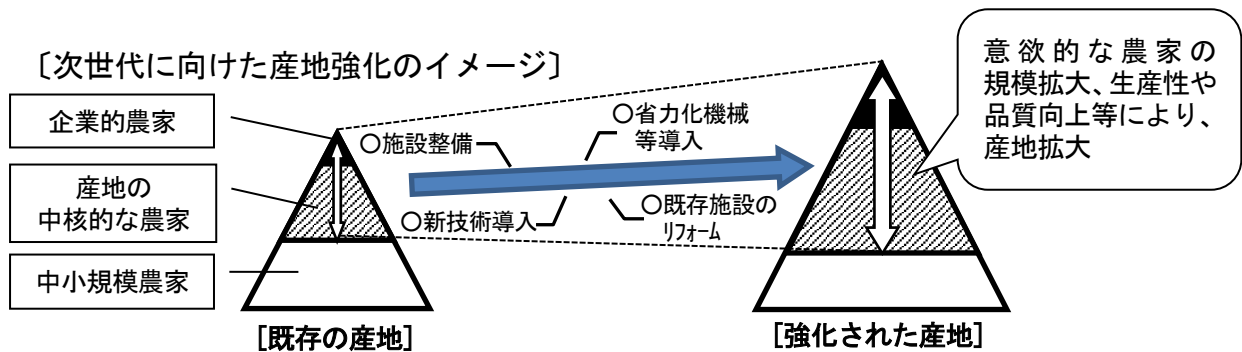 〔次世代に向けた産地強化のイメージ〕
企業的農家
産地の
中核的な農家
中小規模農家
○施設整備
○省力化機械
等導入
○新技術導入
○既存施設の
ﾘﾌｫｰﾑ
意欲的な農家の
規模拡大、生産性や
品質向上等により、
産地拡大
[既存の産地]
[強化された産地]